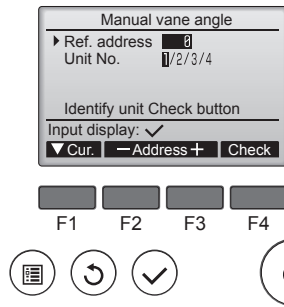 Manual vane angle
Ref. address 0
Unit No. 1/2/3/4
Identify unit Check button
Input display: ✓
▼ Cur. − Address + Check
F1 F2 F3 F4